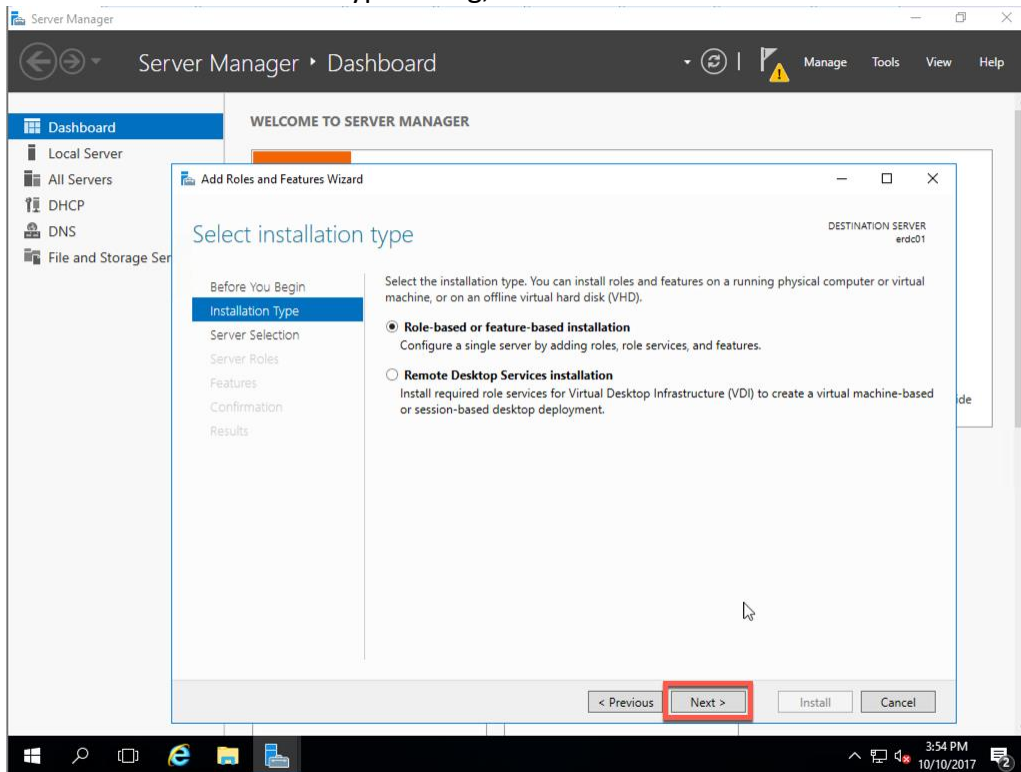 Server Manager
Server Manager • Dashboard
Manage Tools View Help
Dashboard
Local Server
All Servers
DHCP
DNS
File and Storage Ser
WELCOME TO SERVER MANAGER
Add Roles and Features Wizard
Select installation type
DESTINATION SERVER
erdc01
Before You Begin
Installation Type
Server Selection
Server Roles
Features
Confirmation
Results
Select the installation type. You can install roles and features on a running physical computer or virtual
machine, or on an offline virtual hard disk (VHD).
Role-based or feature-based installation
Configure a single server by adding roles, role services, and features.
Remote Desktop Services installation
Install required role services for Virtual Desktop Infrastructure (VDI) to create a virtual machine-based
or session-based desktop deployment.
ide
< Previous Next > Install Cancel
3:54 PM
10/10/2017
2